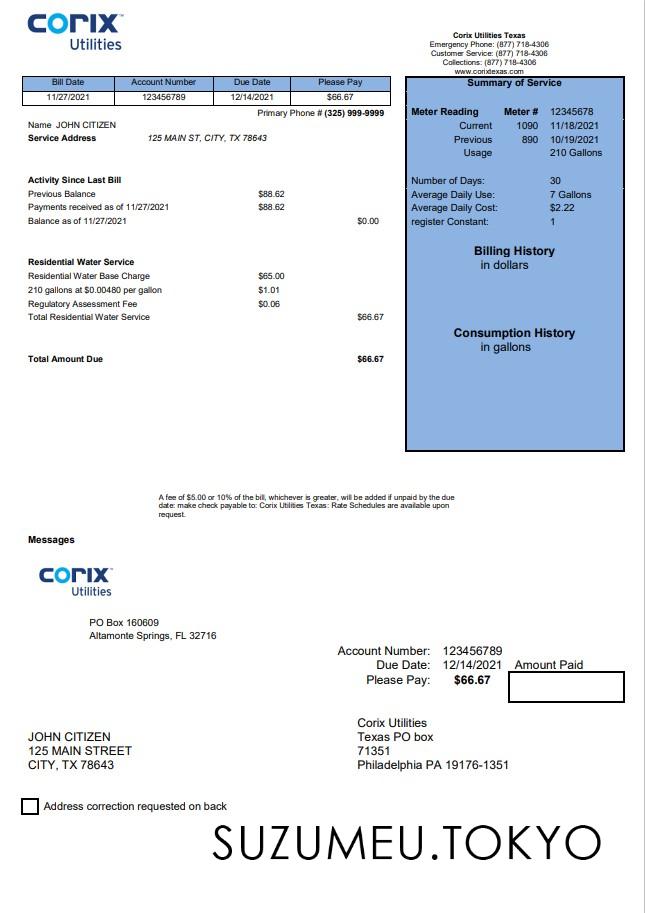 CORIX™
Utilities
Corix Utilities Texas
Emergency Phone: (877) 718-4306
Customer Service: (877) 718-4306
Collections: (877) 718-4306
www.corixtexas.com
Bill Date Account Number Due Date Please Pay
11/27/2021 123456789 12/14/2021 $66.67
Primary Phone # (325) 999-9999
Name JOHN CITIZEN
Service Address 125 MAIN ST, CITY, TX 78643
Activity Since Last Bill
Previous Balance $88.62
Payments received as of 11/27/2021 $88.62
Balance as of 11/27/2021 $0.00
Residential Water Service
Residential Water Base Charge $65.00
210 gallons at $0.00480 per gallon $1.01
Regulatory Assessment Fee $0.06
Total Residential Water Service $66.67
Total Amount Due $66.67
Summary of Service
Meter Reading Meter # 12345678
Current 1090 11/18/2021
Previous 890 10/19/2021
Usage 210 Gallons
Number of Days: 30
Average Daily Use: 7 Gallons
Average Daily Cost: $2.22
register Constant: 1
Billing History
in dollars
Consumption History
in gallons
A fee of $5.00 or 10% of the bill, whichever is greater, will be added if unpaid by the due
date: make check payable to: Corix Utilities Texas: Rate Schedules are available upon
request.
Messages
CORIX™
Utilities
PO Box 160609
Altamonte Springs, FL 32716
Account Number: 123456789
Due Date: 12/14/2021 Amount Paid
Please Pay: $66.67
JOHN CITIZEN
125 MAIN STREET
CITY, TX 78643
Corix Utilities
Texas PO box
71351
Philadelphia PA 19176-1351
Address correction requested on back
SUZUMEU.TOKYO